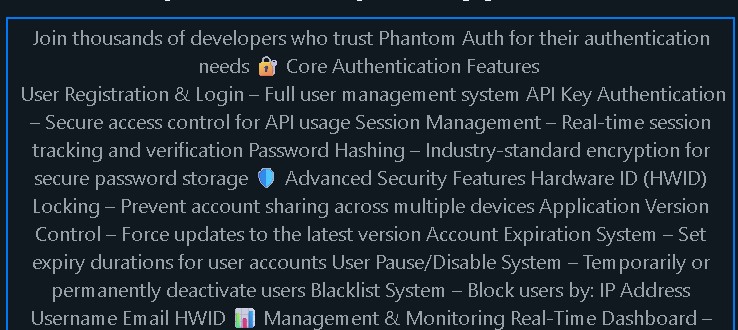 Join thousands of developers who trust Phantom Auth for their authentication
needs 🔐 Core Authentication Features
User Registration & Login – Full user management system API Key Authentication
– Secure access control for API usage Session Management – Real-time session
tracking and verification Password Hashing – Industry-standard encryption for
secure password storage 🛡️ Advanced Security Features Hardware ID (HWID)
Locking – Prevent account sharing across multiple devices Application Version
Control – Force updates to the latest version Account Expiration System – Set
expiry durations for user accounts User Pause/Disable System – Temporarily or
permanently deactivate users Blacklist System – Block users by: IP Address
Username Email HWID 📊 Management & Monitoring Real-Time Dashboard –